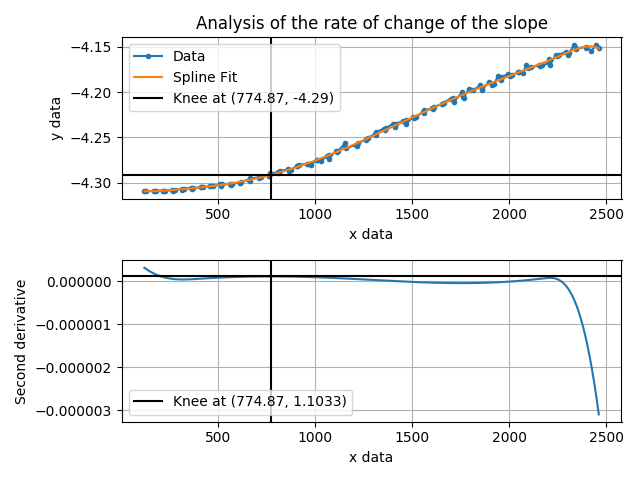 Analysis of the rate of change of the slope
−4.15
−4.20
−4.25
−4.30
y data
Data
Spline Fit
Knee at (774.87, -4.29)
500
1000
1500
2000
2500
x data
0.000000
−0.000001
−0.000002
−0.000003
Second derivative
Knee at (774.87, 1.1033)
500
1000
1500
2000
2500
x data